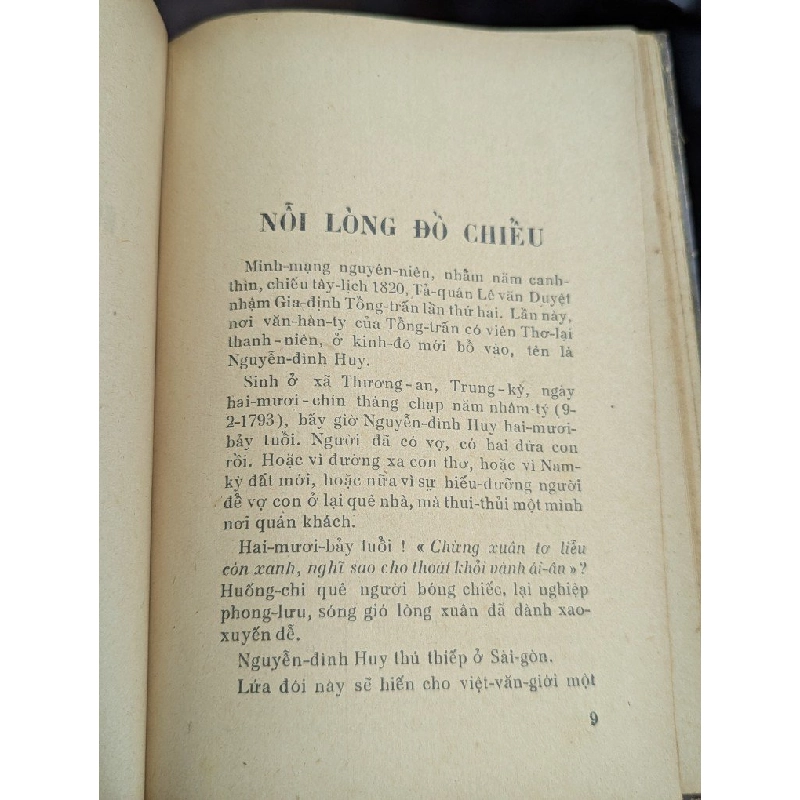 NỖI LÒNG ĐỒ CHIỂU
Minh-mạng nguyên-niên, nhằm năm canh-
thìn, chiếu tây-lịch 1820, Tả-quân Lê văn Duyệt
nhậm Gia-định Tổng-trấn lần thứ hai. Lần này,
nơi văn-hàn-ty của Tổng-trấn có viên Thơ-lại
thanh-niên, ở kinh-đô mới bổ vào, tên là
Nguyễn-đình Huy.
Sinh ở xã Thượng-an, Trung-kỳ, ngày
hai-mươi-chín tháng chạp năm nhâm-tý (9-
2-1793), bây giờ Nguyễn-đình Huy hai-mươi-
bảy tuổi. Người đã có vợ, có hai đứa con
rồi. Hoặc vì đường xa con thơ, hoặc vì Nam-
kỳ đất mới, hoặc nữa vì sự hiếu-dưỡng người
để vợ con ở lại quê nhà, mà thui-thủi một mình
nơi quán khách.
Hai-mươi-bảy tuổi ! « Chừng xuân tơ liễu
còn xanh, nghĩ sao cho thoát khỏi vành ái-ân » ?
Huống-chi quê người bóng chiếc, lại nghiệp
phong-lưu, sóng gió lòng xuân đã đành xao-
xuyến dễ.
Nguyễn-đình Huy thú thiếp ở Sài-gòn.
Lứa đôi này sẽ hiến cho việt-văn-giới một
9